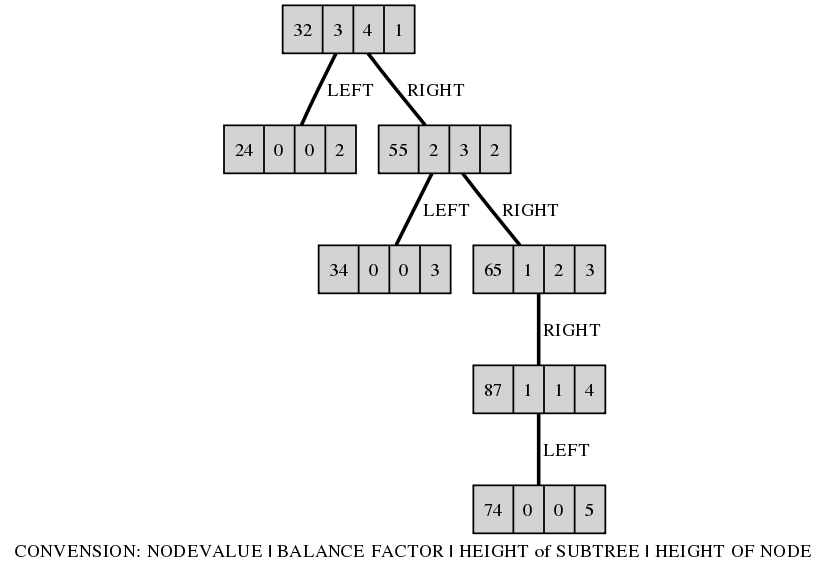 32 3 4 1
LEFT RIGHT
24 0 0 2 55 2 3 2
LEFT RIGHT
34 0 0 3 65 1 2 3
RIGHT
87 1 1 4
LEFT
74 0 0 5
CONVENSION: NODEVALUE | BALANCE FACTOR | HEIGHT of SUBTREE | HEIGHT OF NODE